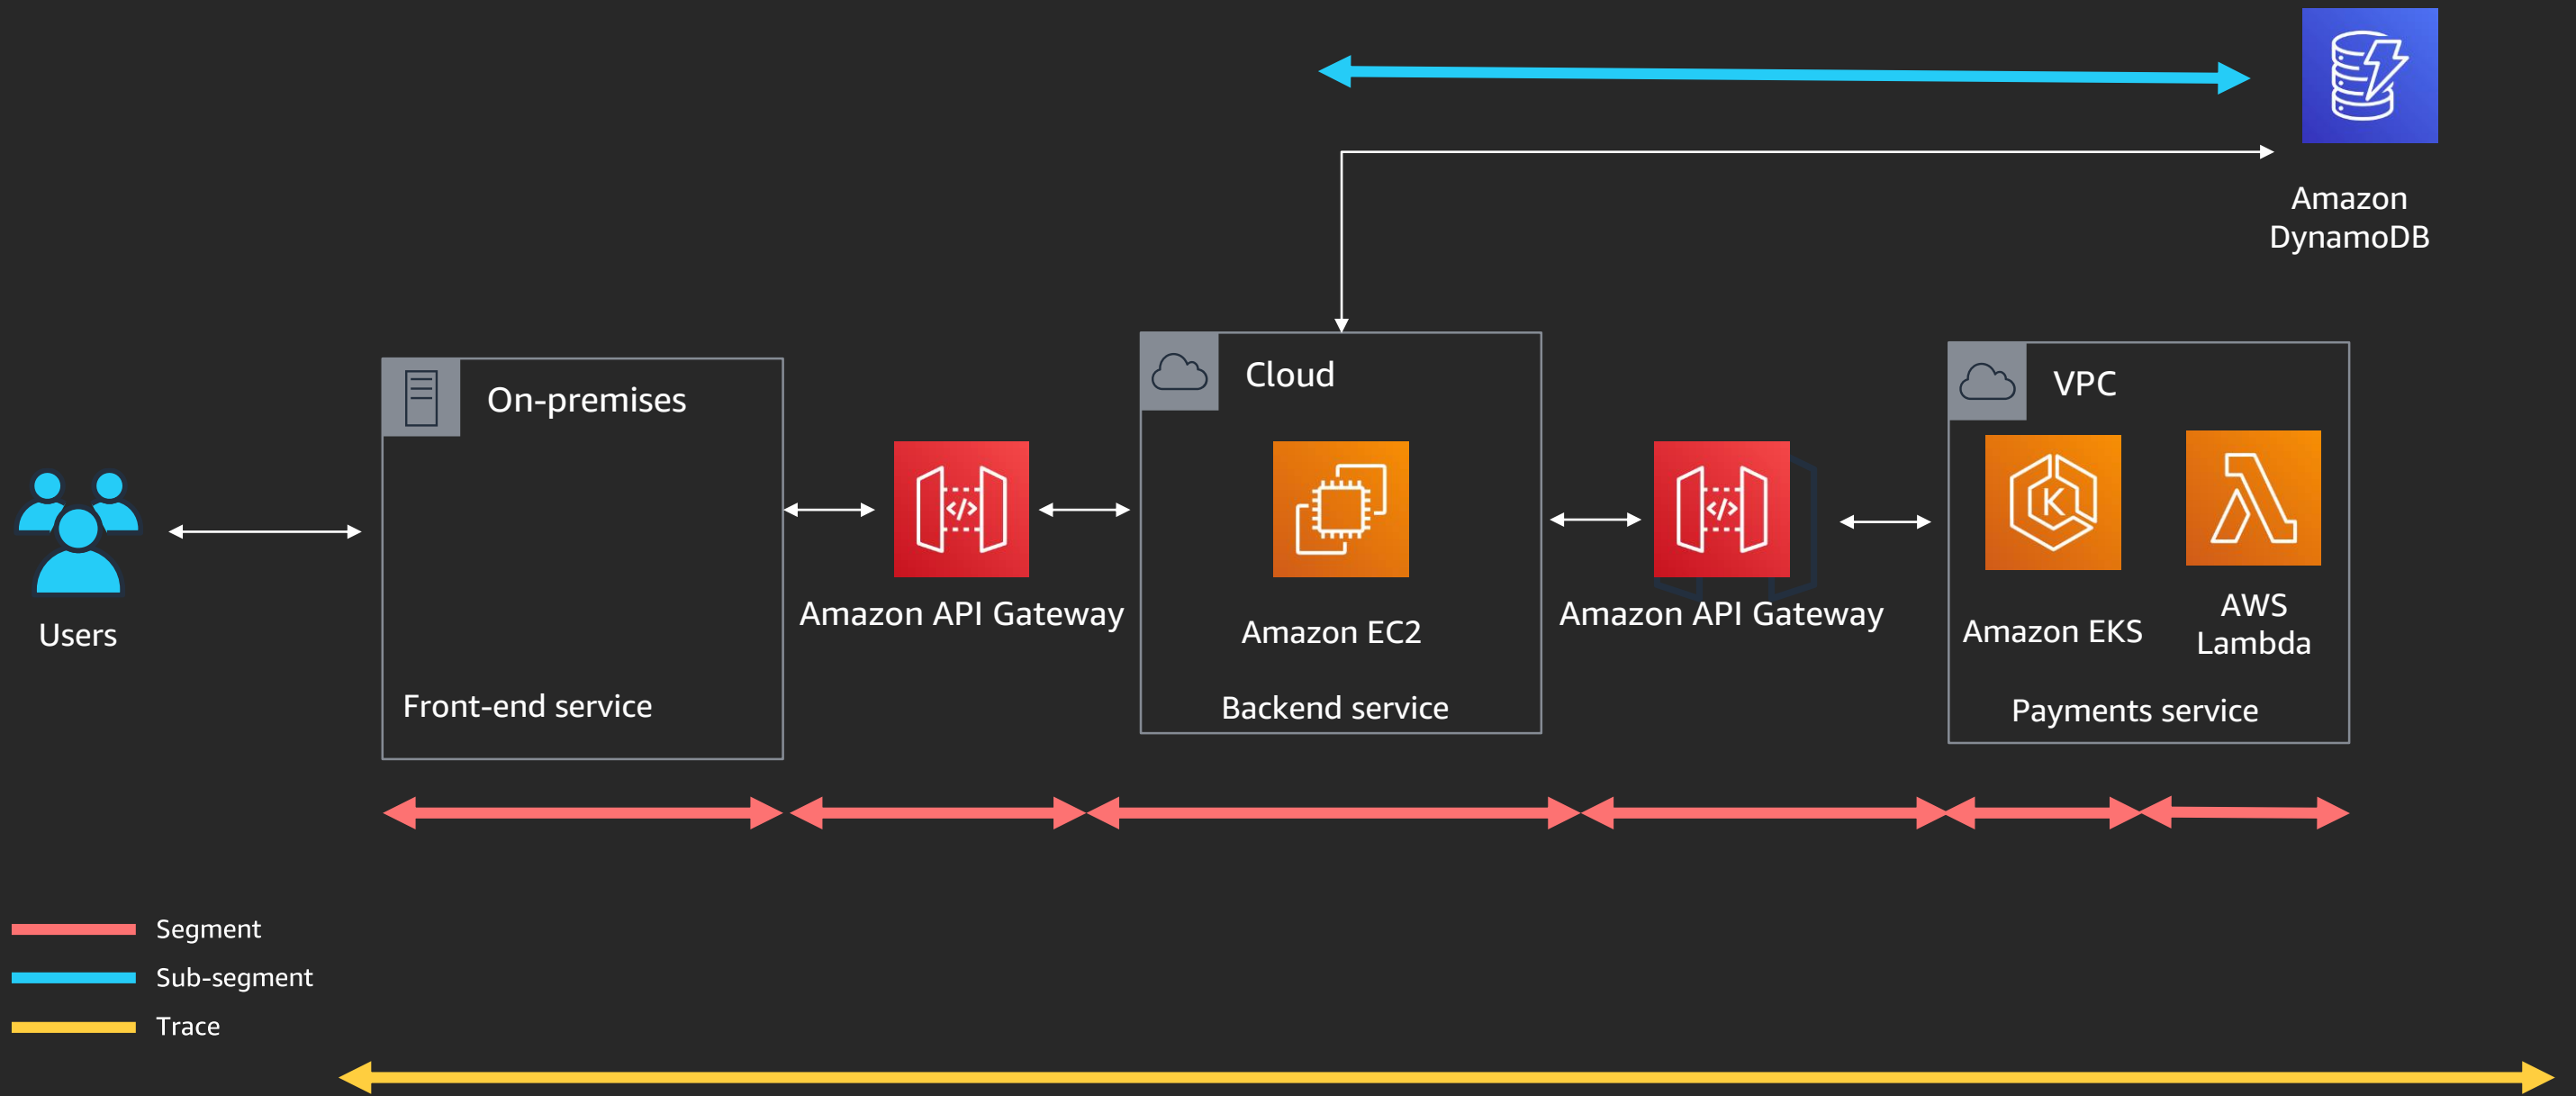 Amazon
DynamoDB
On-premises
Cloud
VPC
Users
Amazon API Gateway
Amazon EC2
Amazon API Gateway
Amazon EKS
AWS
Lambda
Front-end service
Backend service
Payments service
Segment
Sub-segment
Trace